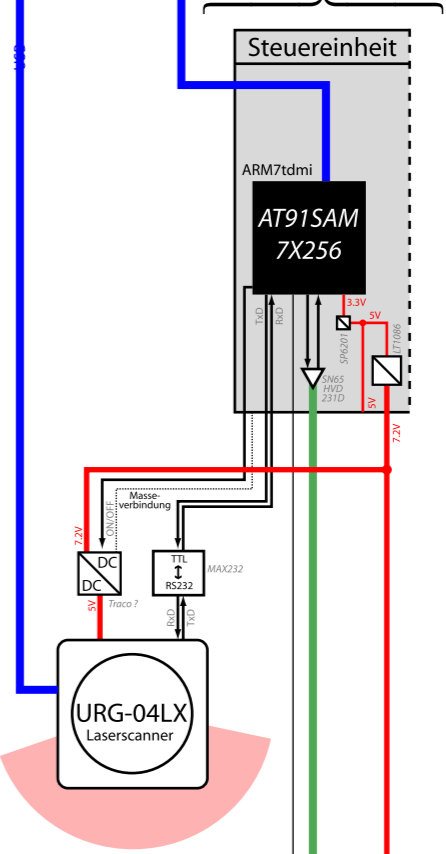 USB
Steuereinheit
ARM7tdmi
AT91SAM
7X256
3.3V
5V
TxD
RxD
SP6201
LT1086
SN65
HVD
231D
5V
7.2V
Masse-
verbindung
ON/OFF
7.2V
DC
DC
TTL
RS232
MAX232
5V
Traco ?
RxD
TxD
URG-04LX
Laserscanner